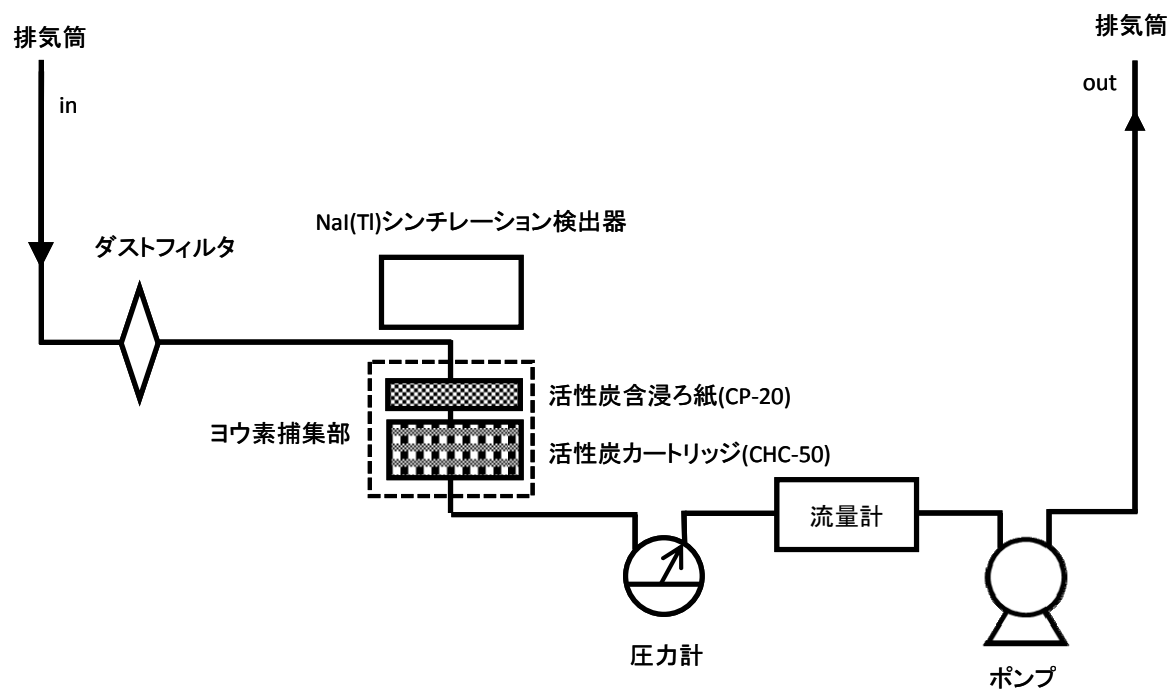 排気筒
in
排気筒
out
NaI(Tl)シンチレーション検出器
ダストフィルタ
活性炭含浸ろ紙(CP-20)
ヨウ素捕集部
活性炭カートリッジ(CHC-50)
流量計
圧力計
ポンプ